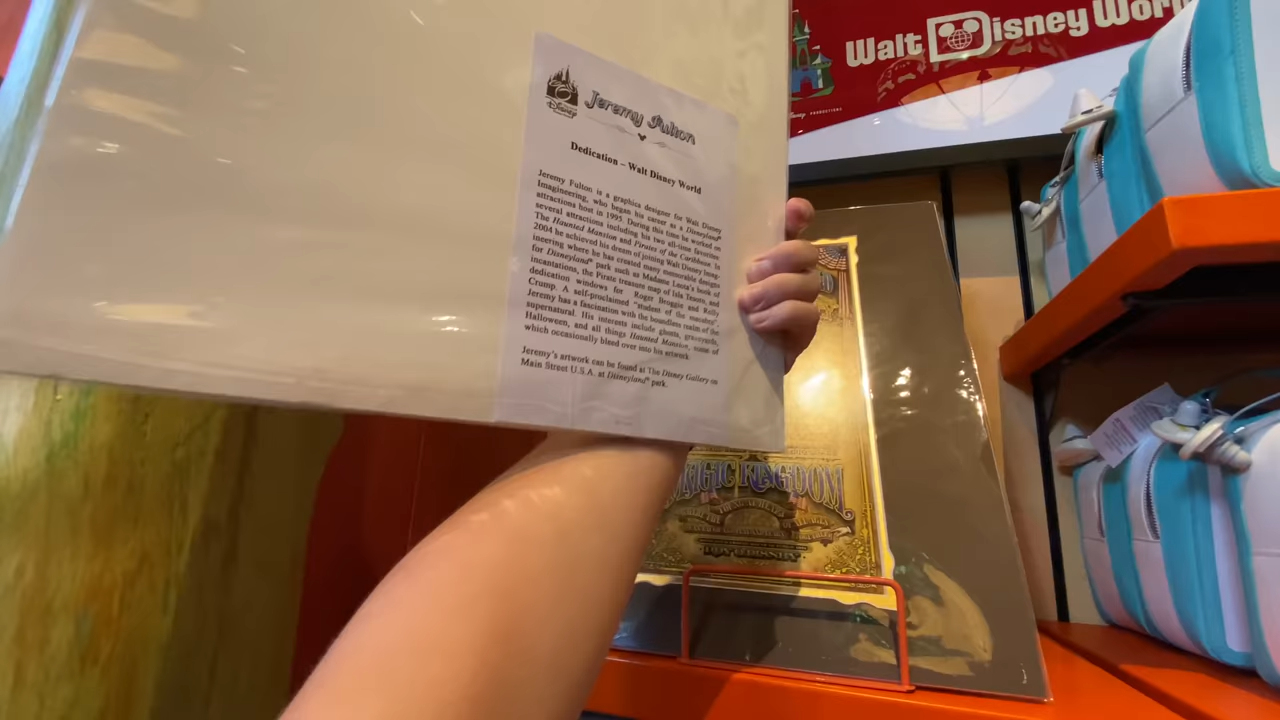 Walt Disney World
Disney PRODUCTIONS
Disney
Jeremy Fulton
Dedication – Walt Disney World
Jeremy Fulton is a graphics designer for Walt Disney
Imagineering, who began his career as a Disneyland®
attractions host in 1995. During this time he worked on
several attractions including his two all-time favorites:
The Haunted Mansion and Pirates of the Caribbean. In
2004 he achieved his dream of joining Walt Disney Imag-
ineering where he has created many memorable designs
for Disneyland® park such as Madame Leota's book of
incantations, the Pirate treasure map of Isla Tesoro, and
dedication windows for Roger Broggie and Rolly
Crump. A self-proclaimed "student of the macabre",
Jeremy has a fascination with the boundless realm of the
supernatural. His interests include ghosts, graveyards,
Halloween, and all things Haunted Mansion, some of
which occasionally bleed over into his artwork.
Jeremy's artwork can be found at The Disney Gallery on
Main Street U.S.A. at Disneyland® park.
MAGIC KINGDOM
ROY O. DISNEY